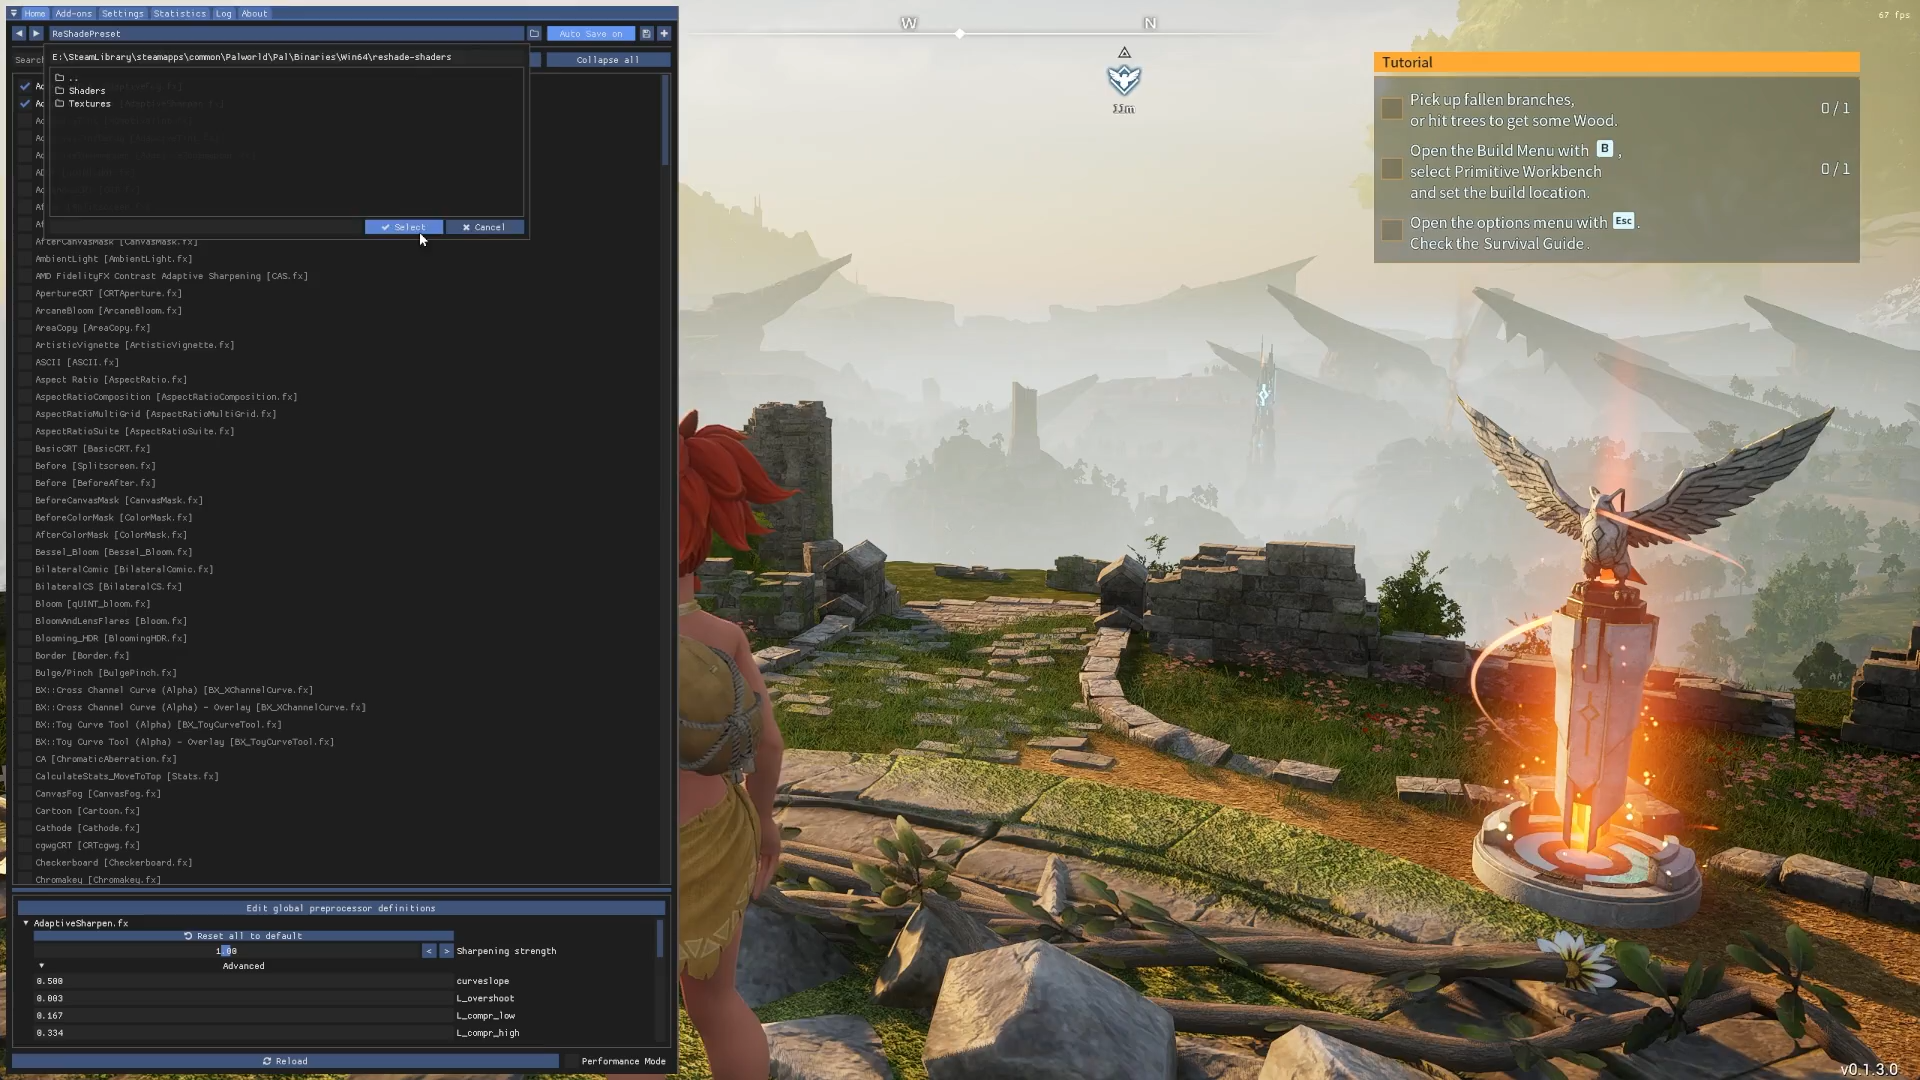 Home Add-ons Settings Statistics Log About
ReShadePreset
Auto Save on
Searc
Collapse all
E:\SteamLibrary\steamapps\common\Palworld\Pal\Binaries\Win64\reshade-shaders
..
Shaders
Textures
Select
Cancel
AfterCanvasMask [CanvasMask.fx]
AmbientLight [AmbientLight.fx]
AMD FidelityFX Contrast Adaptive Sharpening [CAS.fx]
ApertureCRT [CRTAperture.fx]
ArcaneBloom [ArcaneBloom.fx]
AreaCopy [AreaCopy.fx]
ArtisticVignette [ArtisticVignette.fx]
ASCII [ASCII.fx]
Aspect Ratio [AspectRatio.fx]
AspectRatioComposition [AspectRatioComposition.fx]
AspectRatioMultiGrid [AspectRatioMultiGrid.fx]
AspectRatioSuite [AspectRatioSuite.fx]
BasicCRT [BasicCRT.fx]
Before [Splitscreen.fx]
Before [BeforeAfter.fx]
BeforeCanvasMask [CanvasMask.fx]
BeforeColorMask [ColorMask.fx]
AfterColorMask [ColorMask.fx]
Bessel_Bloom [Bessel_Bloom.fx]
BilateralComic [BilateralComic.fx]
BilateralCS [BilateralCS.fx]
Bloom [qUINT_bloom.fx]
BloomAndLensFlares [Bloom.fx]
Blooming_HDR [BloomingHDR.fx]
Border [Border.fx]
Bulge/Pinch [BulgePinch.fx]
BX::Cross Channel Curve (Alpha) [BX_XChannelCurve.fx]
BX::Cross Channel Curve (Alpha) - Overlay [BX_XChannelCurve.fx]
BX::Toy Curve Tool (Alpha) [BX_ToyCurveTool.fx]
BX::Toy Curve Tool (Alpha) - Overlay [BX_ToyCurveTool.fx]
CA [ChromaticAberration.fx]
CalculateStats_MoveToTop [Stats.fx]
CanvasFog [CanvasFog.fx]
Cartoon [Cartoon.fx]
Cathode [Cathode.fx]
cgwgCRT [CRTcgwg.fx]
Checkerboard [Checkerboard.fx]
Chromakey [Chromakey.fx]
Edit global preprocessor definitions
AdaptiveSharpen.fx
Reset all to default
1.00 < > Sharpening strength
Advanced
0.500 curveslope
0.003 L_overshoot
0.167 L_compr_low
0.334 L_compr_high
Reload
Performance Mode
W
N
11m
67 fps
Tutorial
Pick up fallen branches,
or hit trees to get some Wood.
0 / 1
Open the Build Menu with B ,
select Primitive Workbench
and set the build location.
0 / 1
Open the options menu with Esc .
Check the Survival Guide.
v0.1.3.0